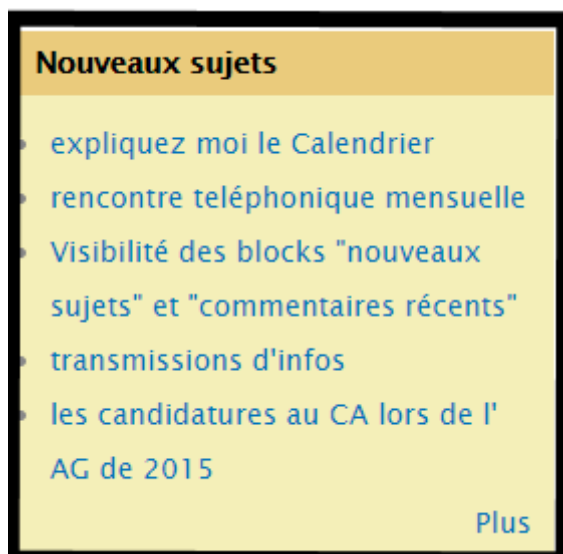 Nouveaux sujets
expliquez moi le Calendrier
rencontre teléphonique mensuelle
Visibilité des blocks "nouveaux
sujets" et "commentaires récents"
transmissions d'infos
les candidatures au CA lors de l'
AG de 2015
Plus